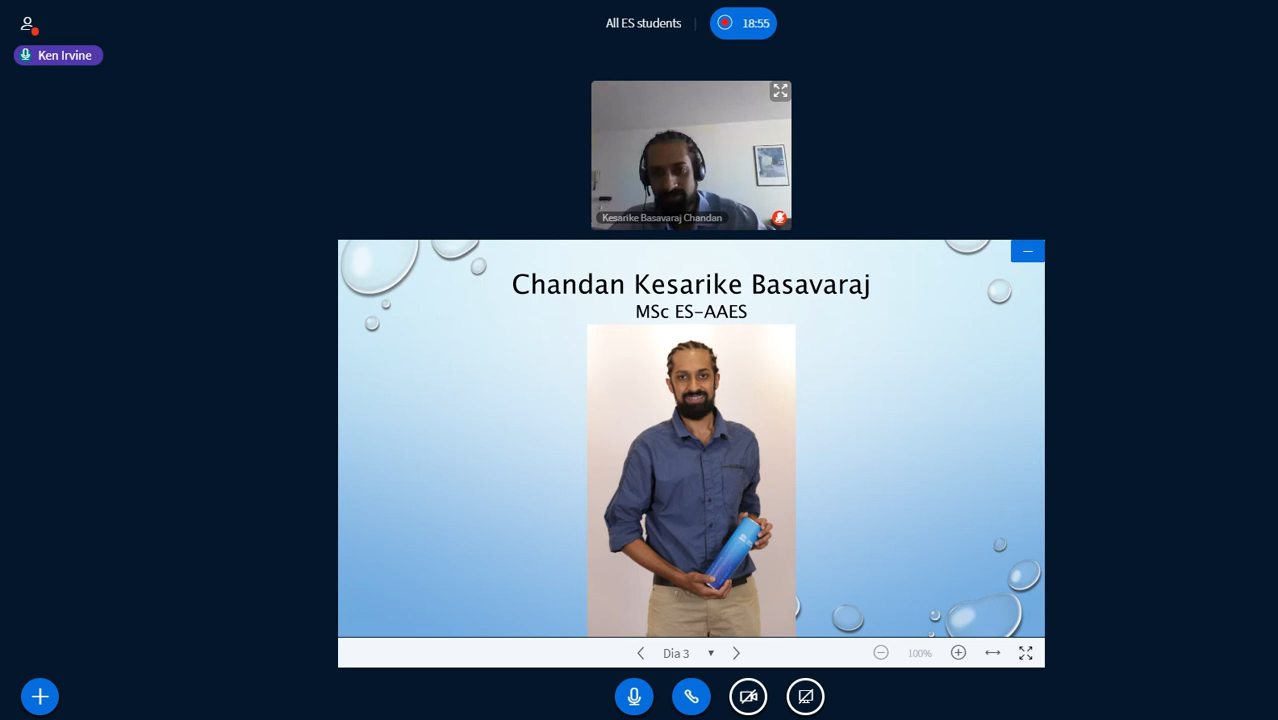 All ES students
18:55
Ken Irvine
Kesarike Basavaraj Chandan
Chandan Kesarike Basavaraj
MSc ES-AAES
Dia 3
100%